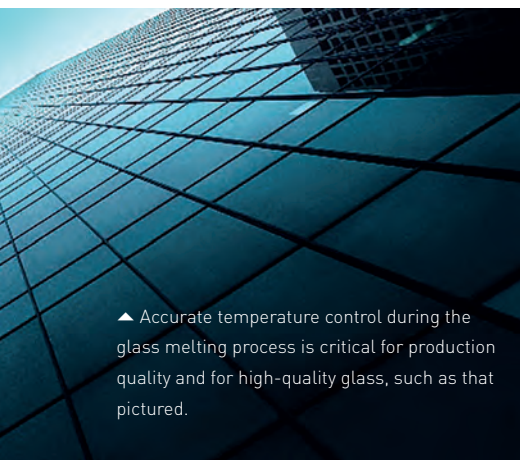 ▲ Accurate temperature control during the
glass melting process is critical for production
quality and for high-quality glass, such as that
pictured.